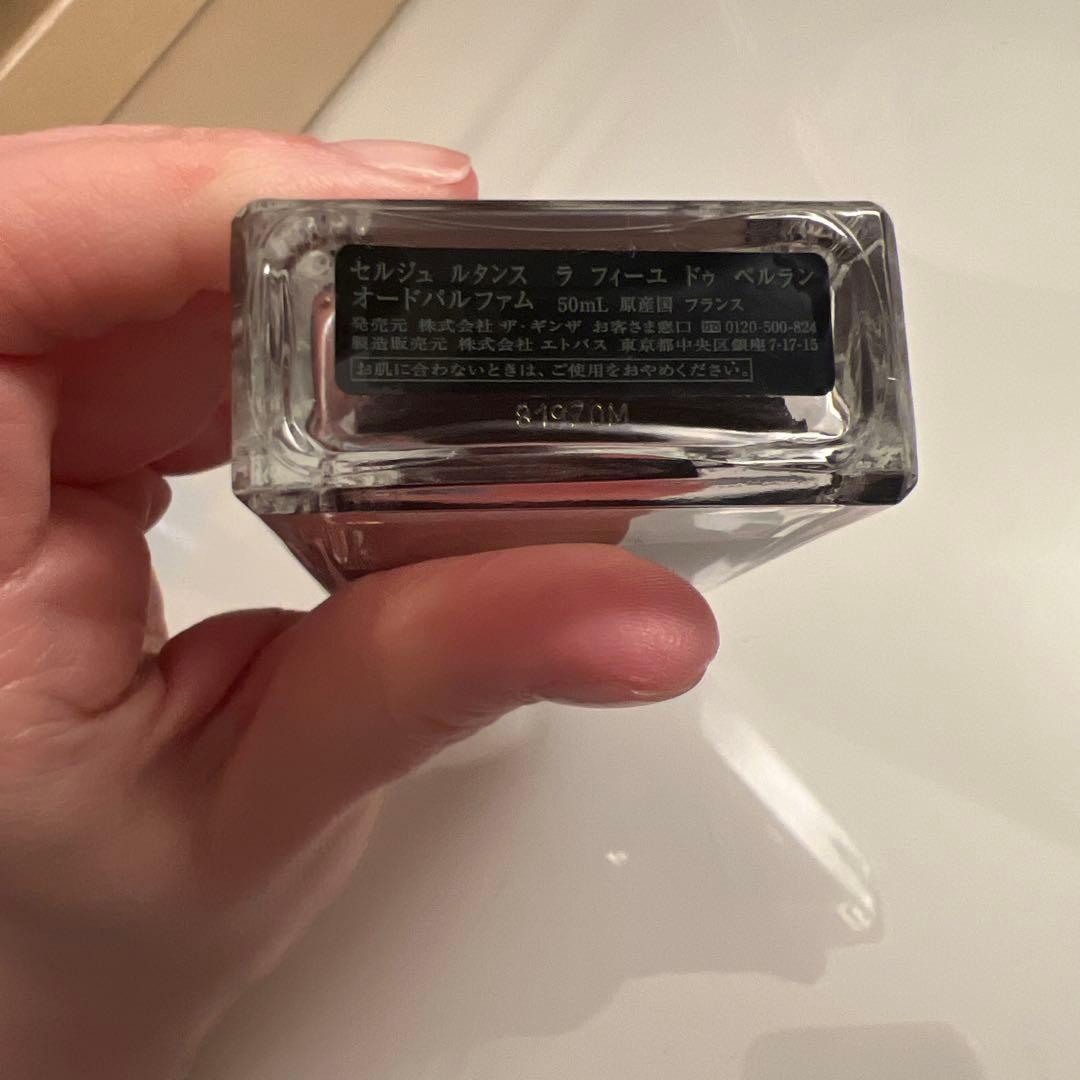 セルジュ ルタンス ラ フィーユ ドゥ ベルラン
オードパルファム 50mL 原産国 フランス
発売元 株式会社 ザ・ギンザ お客さま窓口 0120-500-824
製造販売元 株式会社 エトバス 東京都中央区銀座7-17-15
お肌に合わないときは、ご使用をおやめください。
81970M